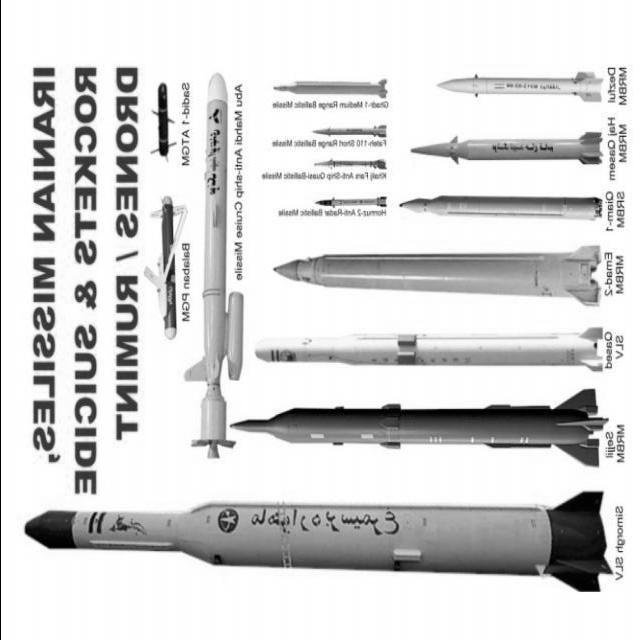 IRANIAN MISSILES',
ROCKETS & SUICIDE
DRONES / RUMINT
Sadid-1 ATGM
Balaban PGM
Abu Mahdi Anti-ship Cruise Missile
Medium Range Ballistic Missile
Fateh-110 Short Range Ballistic Missile
Khalij Fars Anti-Ship Quasi-Ballistic Missile
Hormuz-2 Anti-Radar Ballistic Missile
Dezful
MRBM
Haj Qasem
MRBM
Qiam-1
SRBM
Emad-2
MRBM
Qased
SLV
Sejjil
MRBM
Simorgh SLV